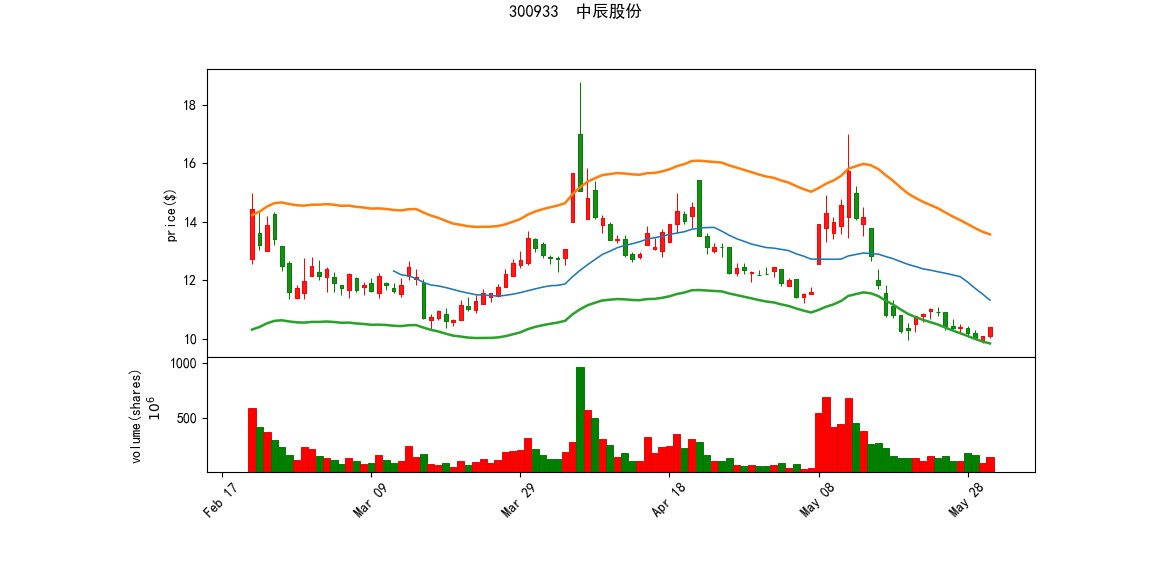 300933  中辰股份
price($)
18
16
14
12
10
volume(shares)
10^6
1000
500
Feb 17
Mar 09
Mar 29
Apr 18
May 08
May 28